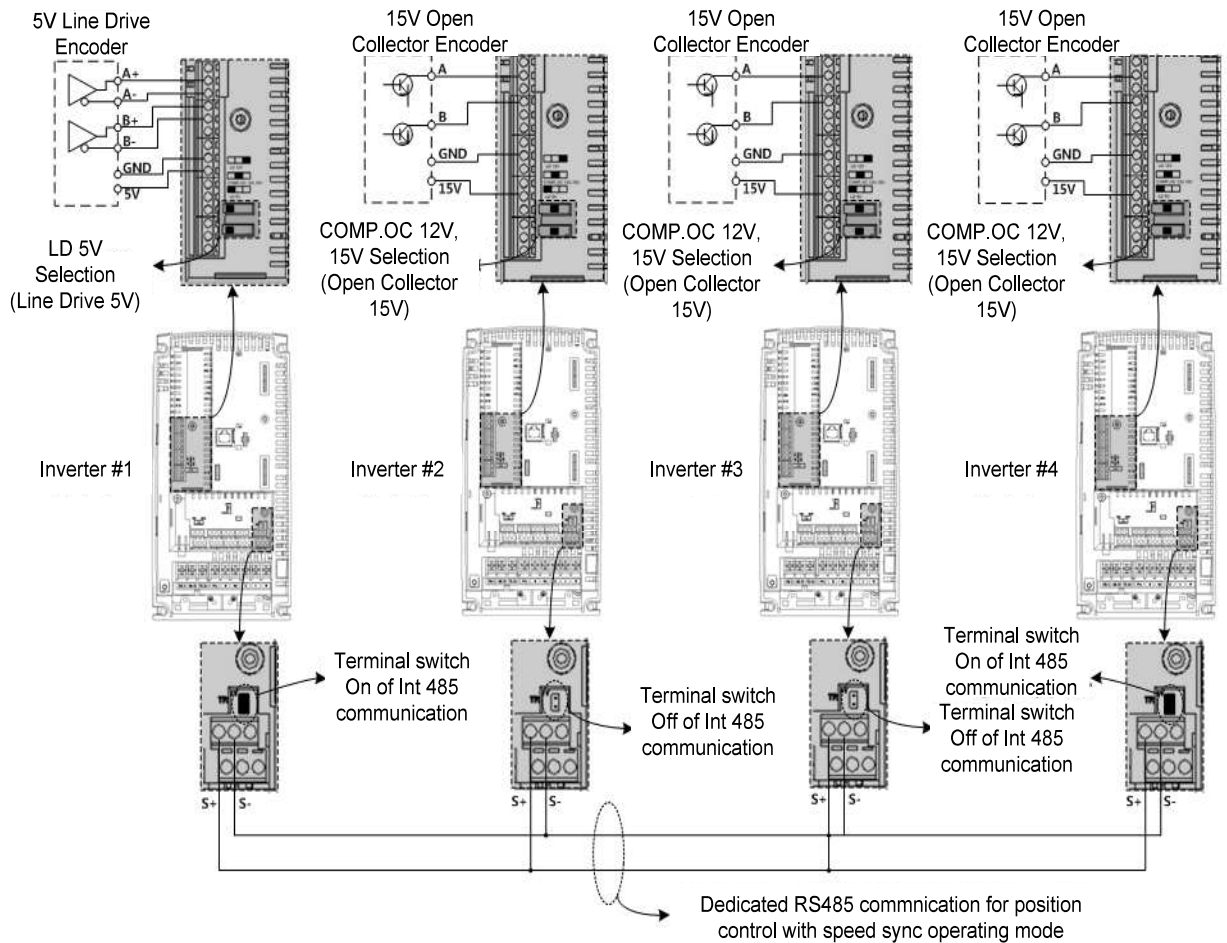 5V Line Drive
Encoder
15V Open
Collector Encoder
15V Open
Collector Encoder
15V Open
Collector Encoder
A+
A-
B+
B-
GND
5V
A
B
GND
15V
A
B
GND
15V
A
B
GND
15V
LD 5V
Selection
(Line Drive 5V)
COMP.OC 12V,
15V Selection
(Open Collector
15V)
COMP.OC 12V,
15V Selection
(Open Collector
15V)
COMP.OC 12V,
15V Selection
(Open Collector
15V)
Inverter #1
Inverter #2
Inverter #3
Inverter #4
Terminal switch
On of Int 485
communication
Terminal switch
Off of Int 485
communication
Terminal switch
On of Int 485
communication
Terminal switch
Off of Int 485
communication
S+ S-
S+ S-
S+ S-
S+ S-
Dedicated RS485 commnication for position
control with speed sync operating mode